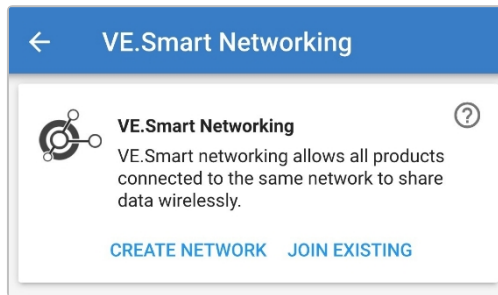 VE.Smart Networking
VE.Smart Networking
VE.Smart networking allows all products
connected to the same network to share
data wirelessly.
CREATE NETWORK JOIN EXISTING